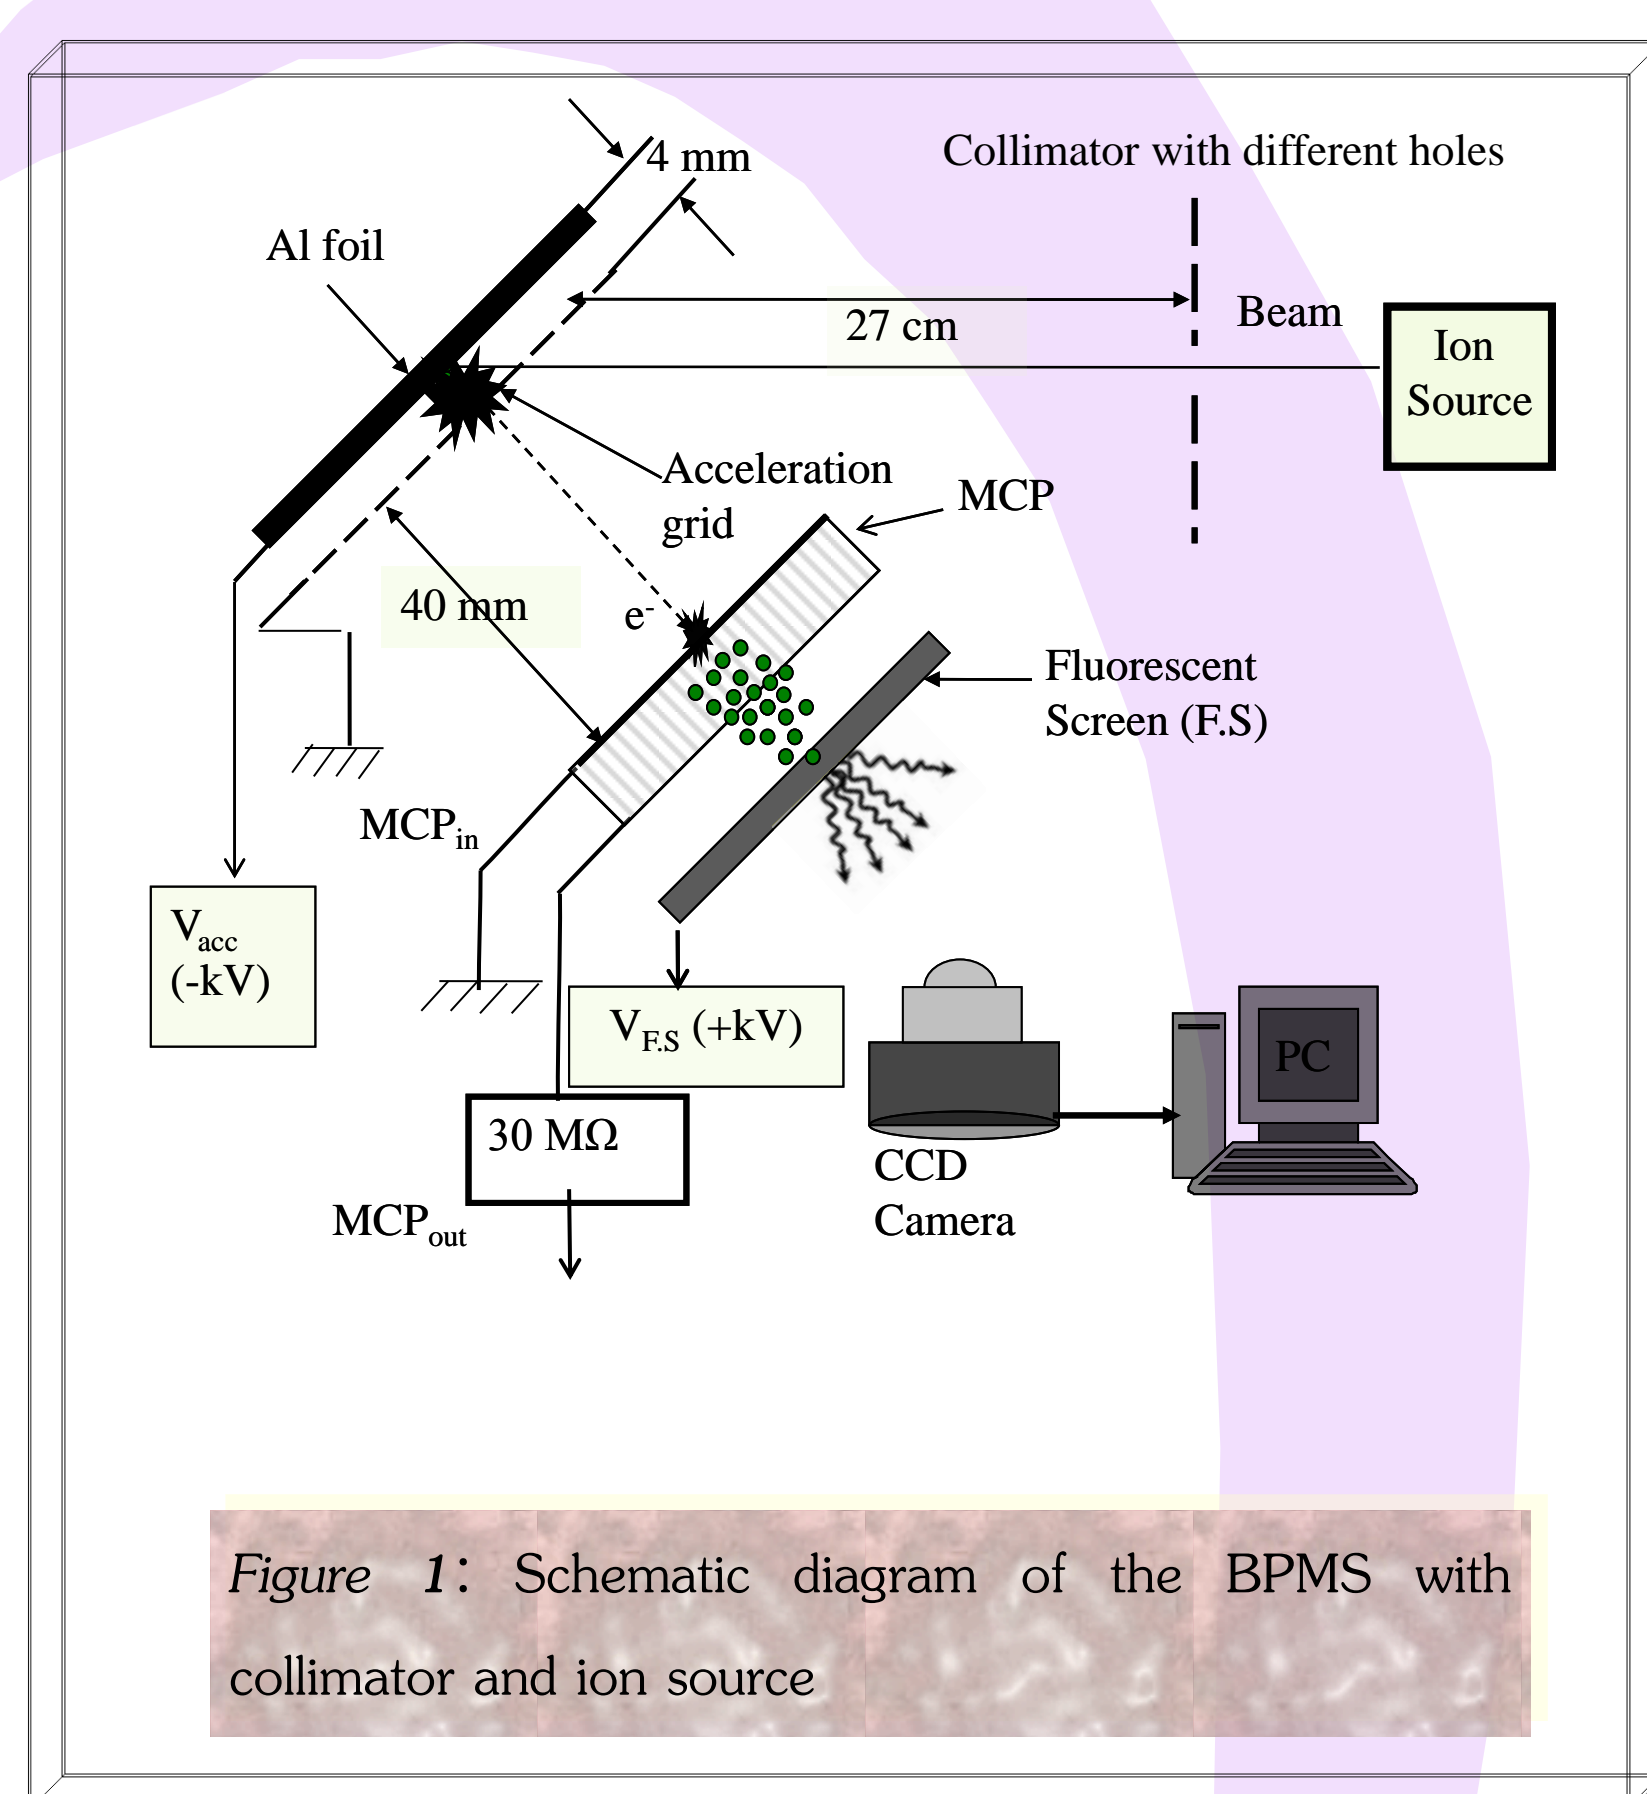 4 mm
Collimator with different holes
Al foil
27 cm
Beam
Ion
Source
Acceleration
grid
MCP
40 mm
e-
Fluorescent
Screen (F.S)
MCPin
Vacc
(-kV)
VF.S (+kV)
PC
30 MΩ
CCD
Camera
MCPout
Figure 1: Schematic diagram of the BPMS with
collimator and ion source